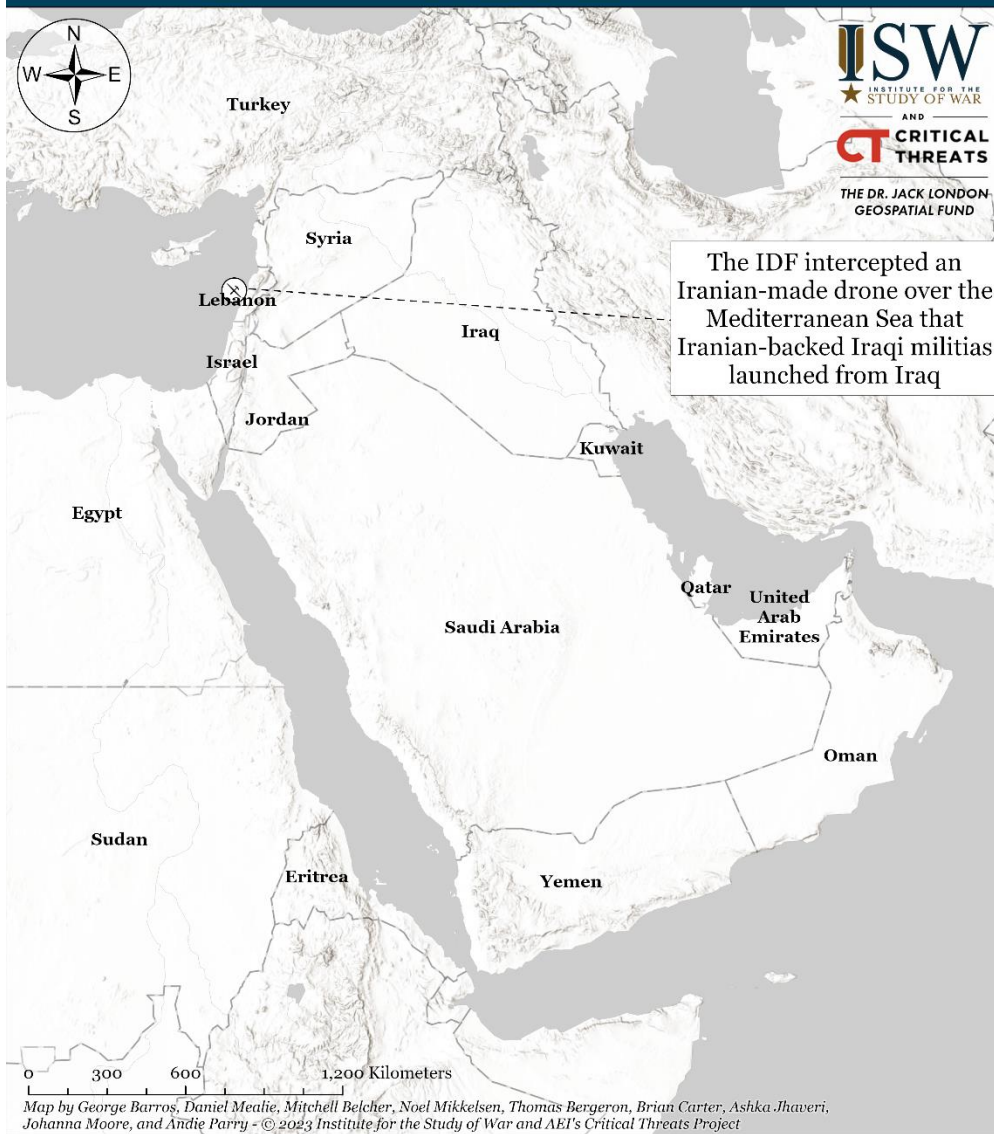 N
W E
S
ISW
INSTITUTE FOR THE
STUDY OF WAR
AND
CT CRITICAL
THREATS
THE DR. JACK LONDON
GEOSPATIAL FUND
Turkey
Syria
The IDF intercepted an
Iranian-made drone over the
Mediterranean Sea that
Iranian-backed Iraqi militias
launched from Iraq
Lebanon
Iraq
Israel
Jordan
Kuwait
Egypt
Qatar
United
Arab
Emirates
Saudi Arabia
Oman
Sudan
Eritrea
Yemen
0 300 600 1,200 Kilometers
Map by George Barros, Daniel Mealie, Mitchell Belcher, Noel Mikkelsen, Thomas Bergeron, Brian Carter, Ashka Jhaveri,
Johanna Moore, and Andie Parry - © 2023 Institute for the Study of War and AEI's Critical Threats Project